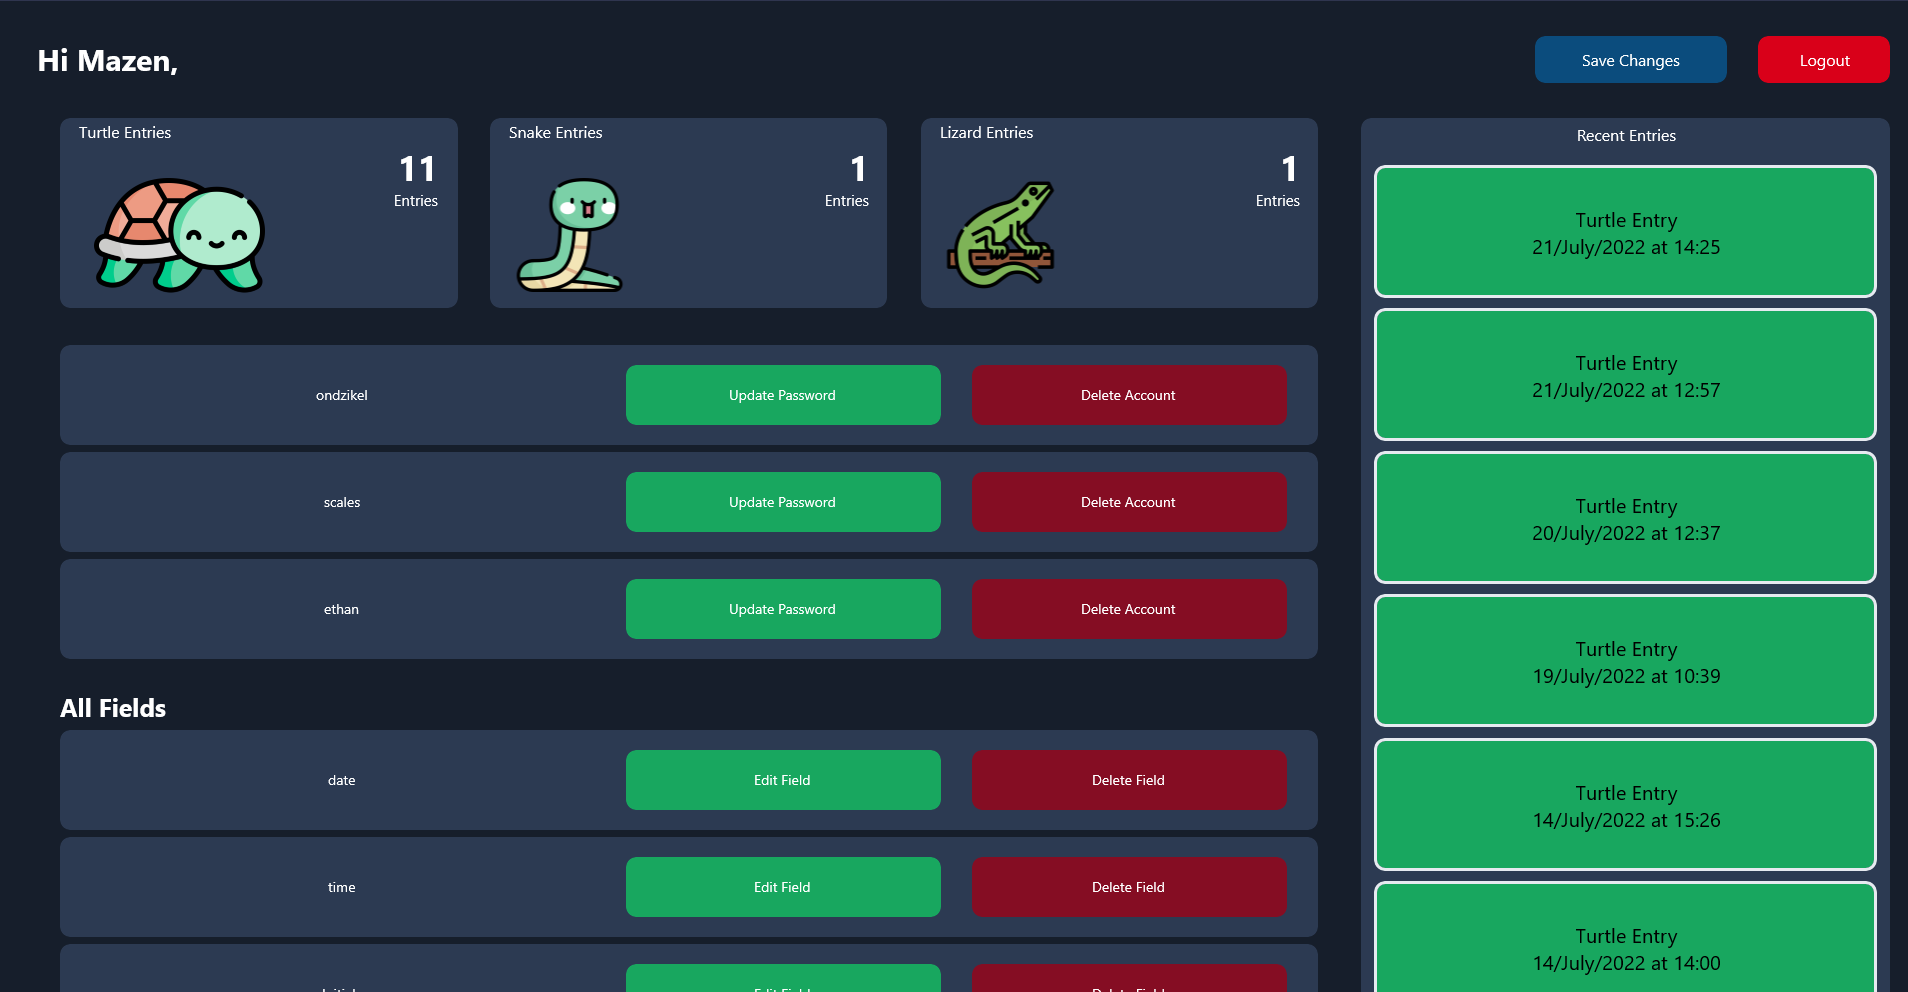 Hi Mazen,
Save Changes
Logout
Turtle Entries
11
Entries
Snake Entries
1
Entries
Lizard Entries
1
Entries
ondzikel
Update Password
Delete Account
scales
Update Password
Delete Account
ethan
Update Password
Delete Account
All Fields
date
Edit Field
Delete Field
time
Edit Field
Delete Field
Edit Field
Delete Field
Recent Entries
Turtle Entry
21/July/2022 at 14:25
Turtle Entry
21/July/2022 at 12:57
Turtle Entry
20/July/2022 at 12:37
Turtle Entry
19/July/2022 at 10:39
Turtle Entry
14/July/2022 at 15:26
Turtle Entry
14/July/2022 at 14:00